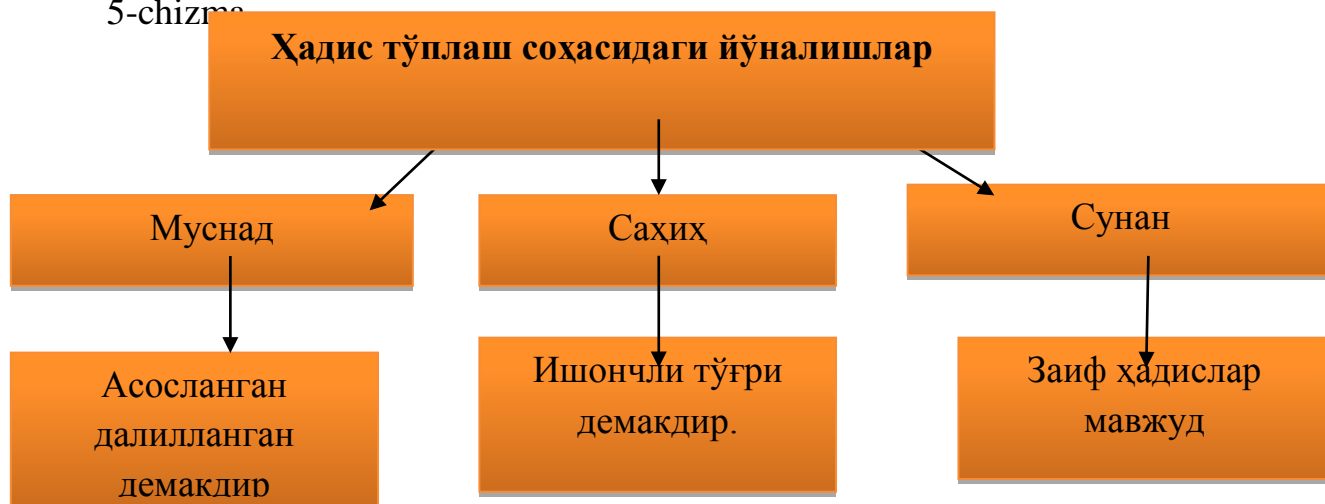 5-chizma
Ҳадис тўплаш соҳасидаги йўналишлар
Муснад
Саҳиҳ
Сунан
Асосланган
далилланган
демакдир
Ишончли тўғри
демакдир.
Заиф ҳадислар
мавжуд